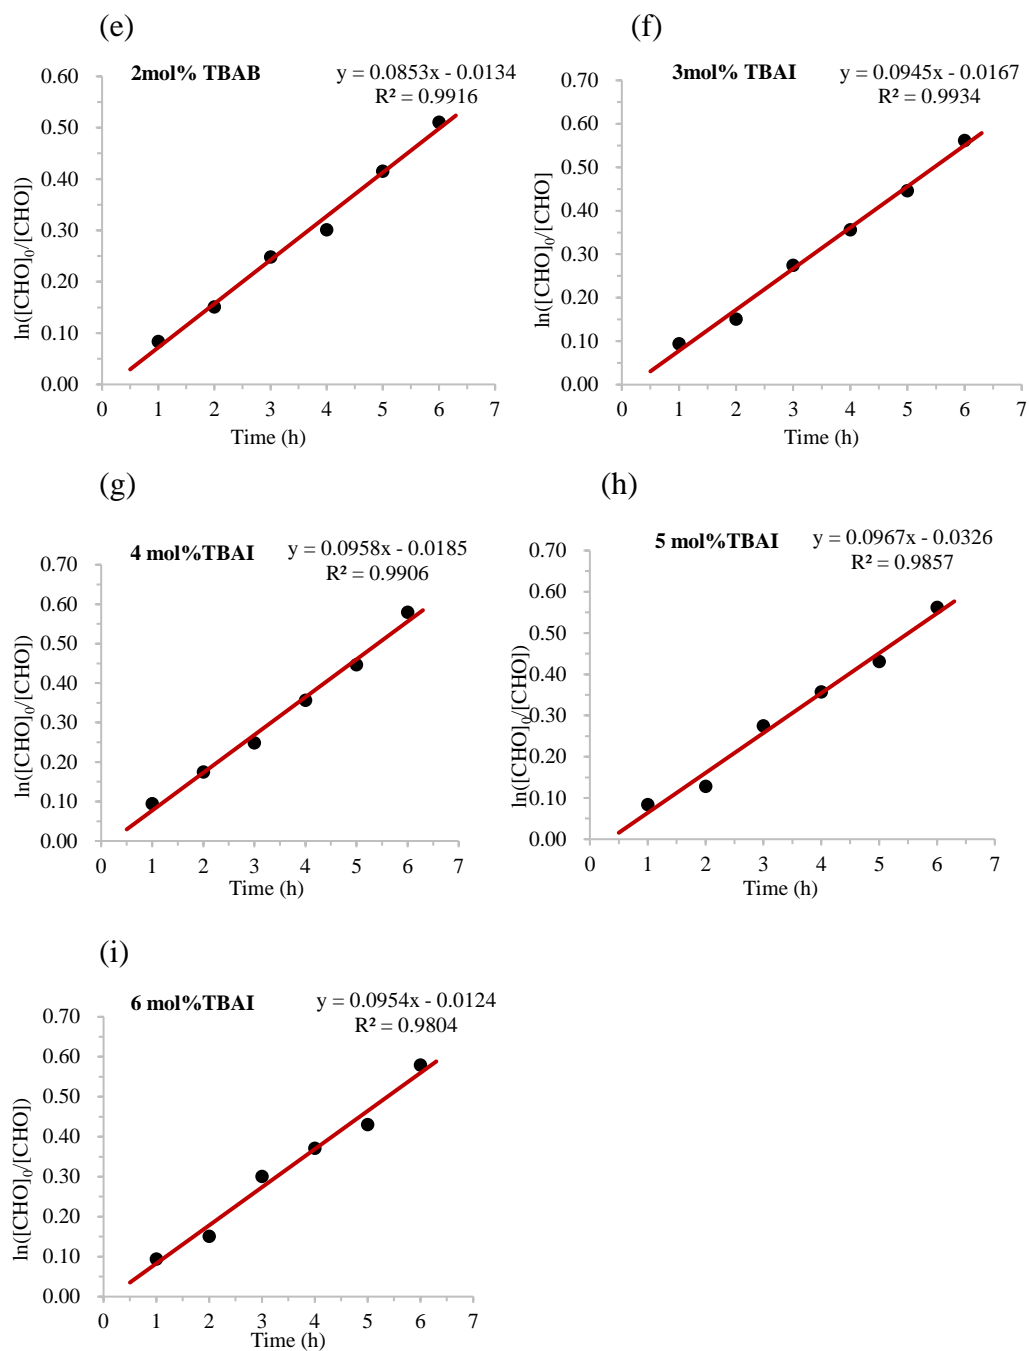 (e)
2mol% TBAB
y = 0.0853x - 0.0134
R² = 0.9916
0.60
0.50
0.40
0.30
0.20
0.10
0.00
ln([CHO]₀/[CHO])
0 1 2 3 4 5 6 7
Time (h)
(f)
3mol% TBAI
y = 0.0945x - 0.0167
R² = 0.9934
0.70
0.60
0.50
0.40
0.30
0.20
0.10
0.00
ln([CHO]₀/[CHO]
0 1 2 3 4 5 6 7
Time (h)
(g)
4 mol%TBAI
y = 0.0958x - 0.0185
R² = 0.9906
0.70
0.60
0.50
0.40
0.30
0.20
0.10
0.00
ln([CHO]₀/[CHO])
0 1 2 3 4 5 6 7
Time (h)
(h)
5 mol%TBAI
y = 0.0967x - 0.0326
R² = 0.9857
0.70
0.60
0.50
0.40
0.30
0.20
0.10
0.00
ln([CHO]₀/[CHO])
0 1 2 3 4 5 6 7
Time (h)
(i)
6 mol%TBAI
y = 0.0954x - 0.0124
R² = 0.9804
0.70
0.60
0.50
0.40
0.30
0.20
0.10
0.00
ln([CHO]₀/[CHO])
0 1 2 3 4 5 6 7
Time (h)